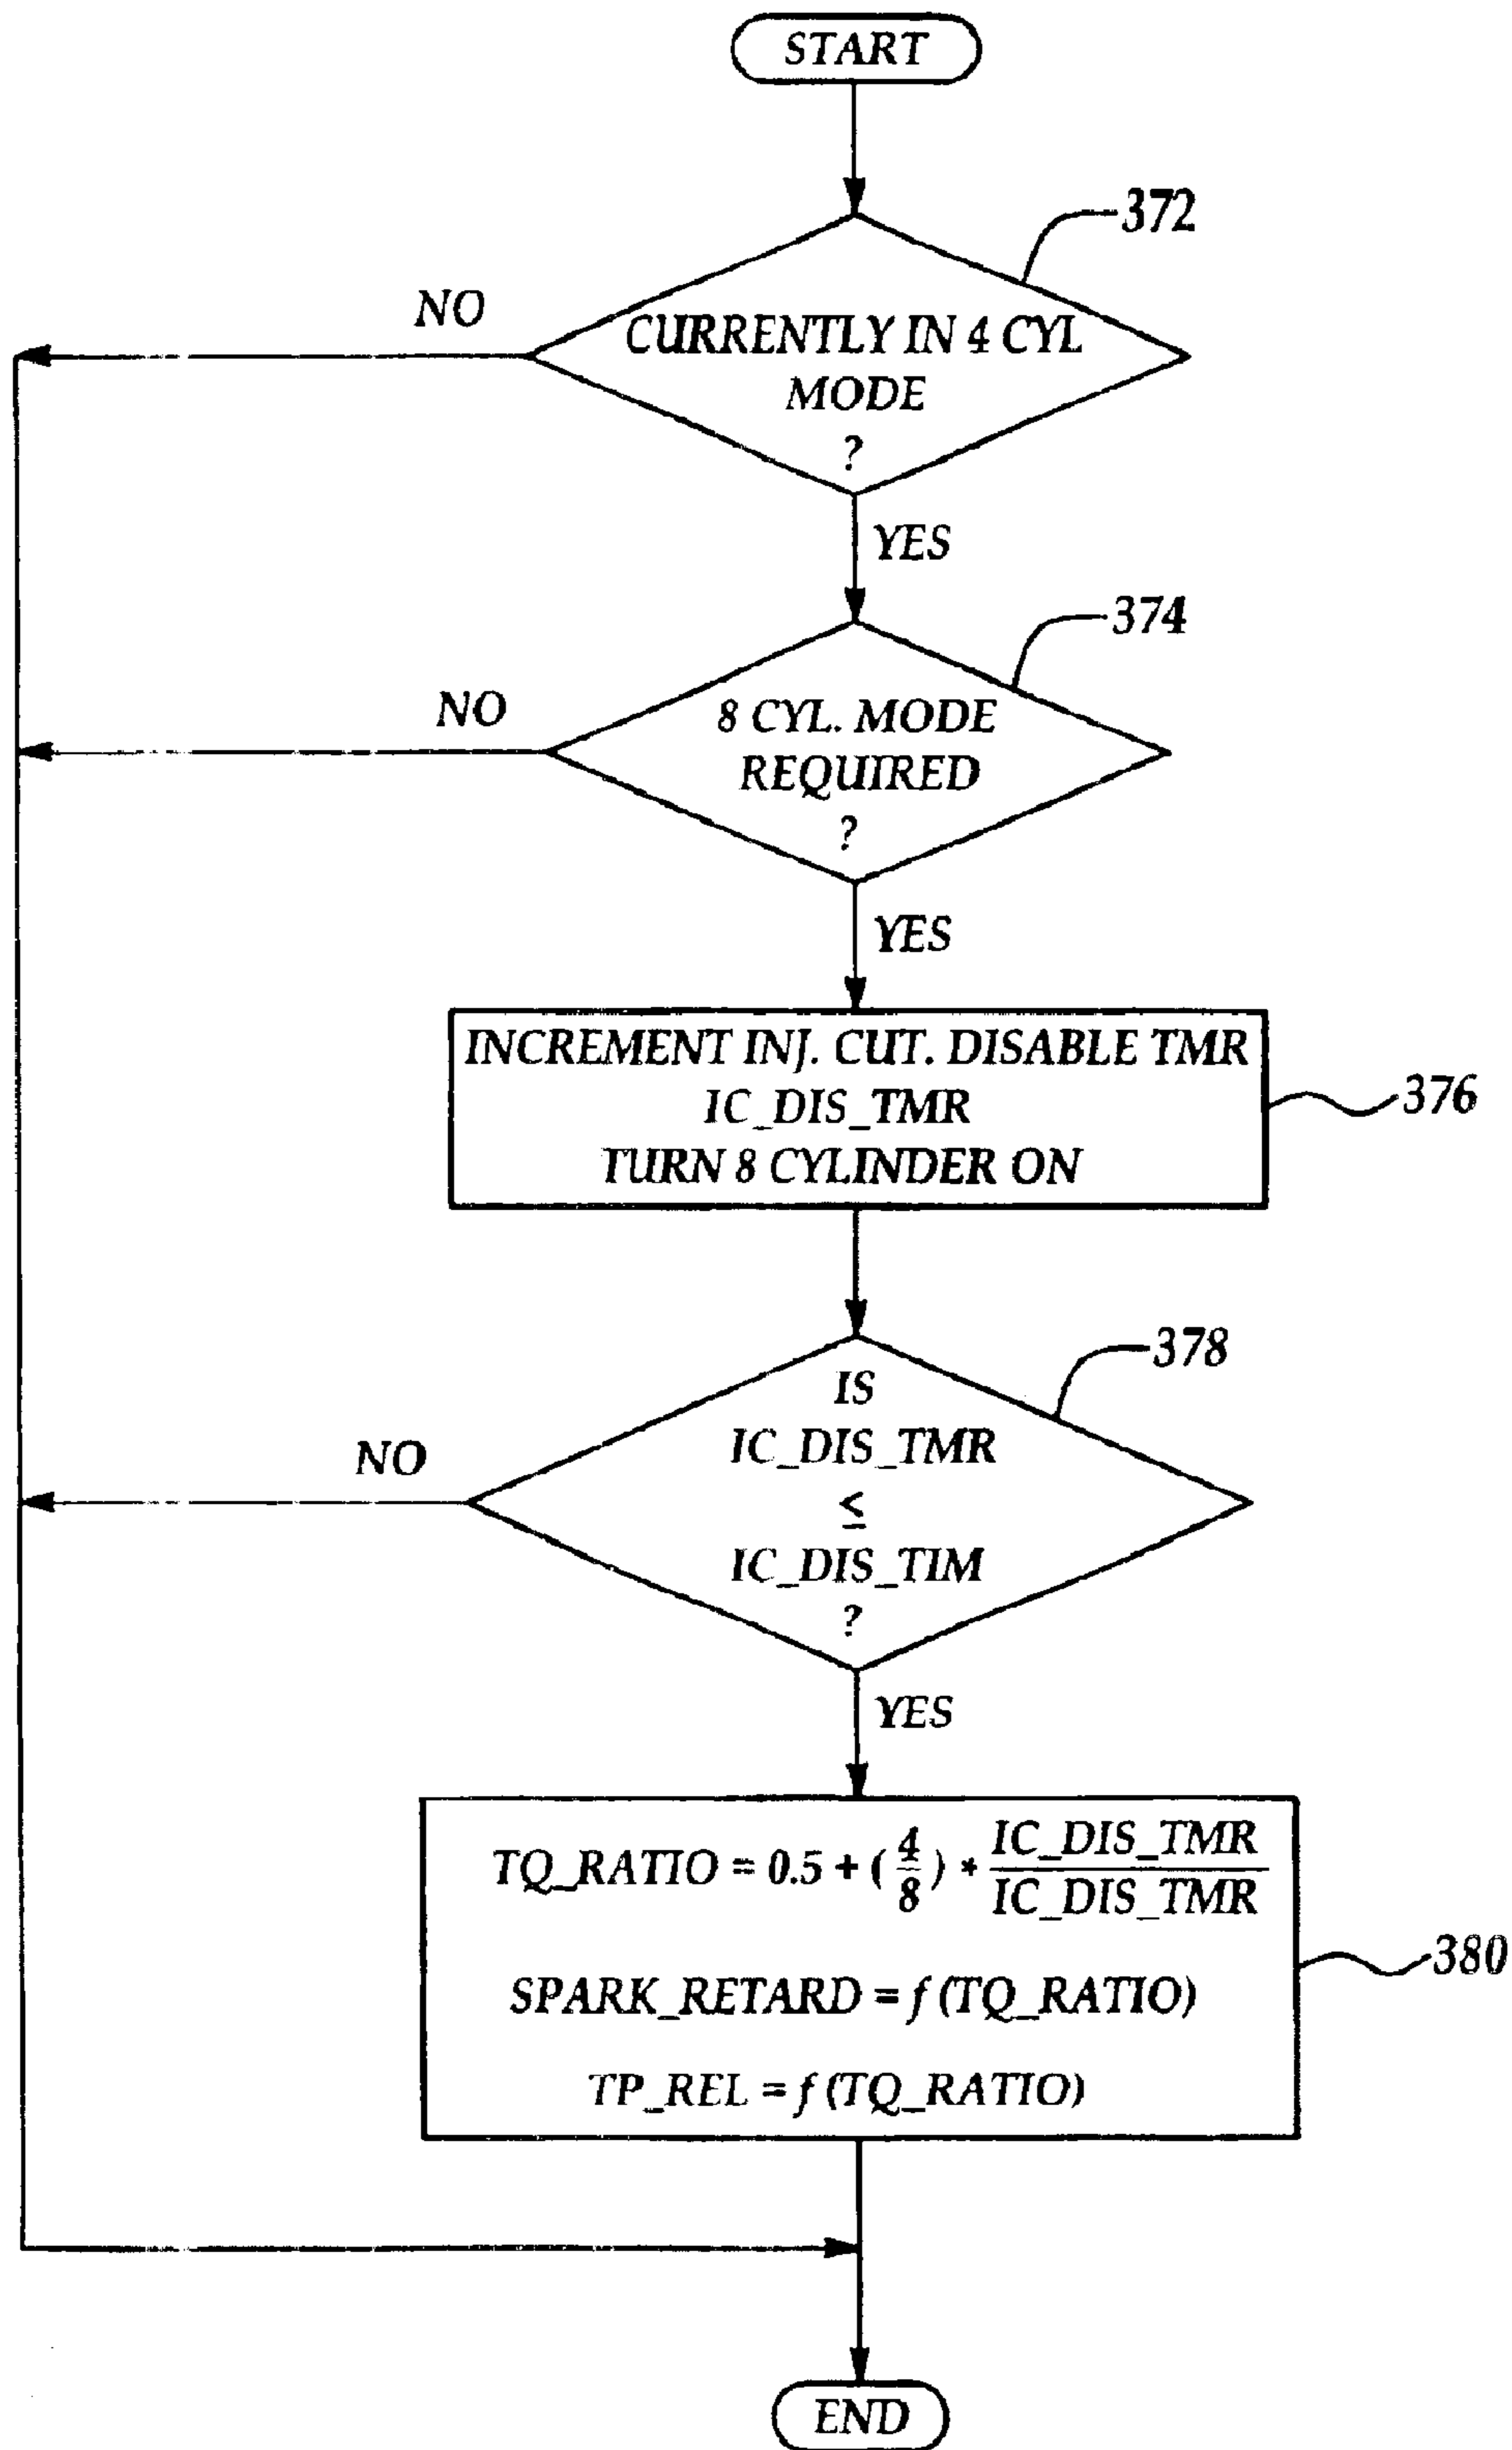 START
372
NO
CURRENTLY IN 4 CYL
MODE
?
YES
374
NO
8 CYL. MODE
REQUIRED
?
YES
INCREMENT INJ. CUT. DISABLE TMR
IC_DIS_TMR
TURN 8 CYLINDER ON
376
378
IS
IC_DIS_TMR
NO
≤
IC_DIS_TIM
?
YES
TQ_RATIO = 0.5 + (4/8) * IC_DIS_TMR/IC_DIS_TMR
380
SPARK_RETARD = f (TQ_RATIO)
TP_REL = f (TQ_RATIO)
END